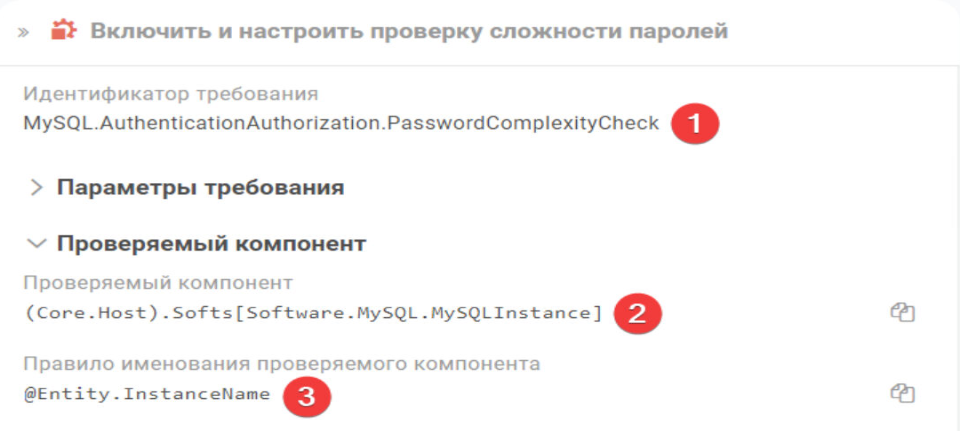 » Включить и настроить проверку сложности паролей
Идентификатор требования
MySQL.AuthenticationAuthorization.PasswordComplexityCheck 1
Параметры требования
Проверяемый компонент
Проверяемый компонент
(Core.Host).Softs[Software.MySQL.MySQLInstance] 2
Правило именования проверяемого компонента
@Entity.InstanceName 3